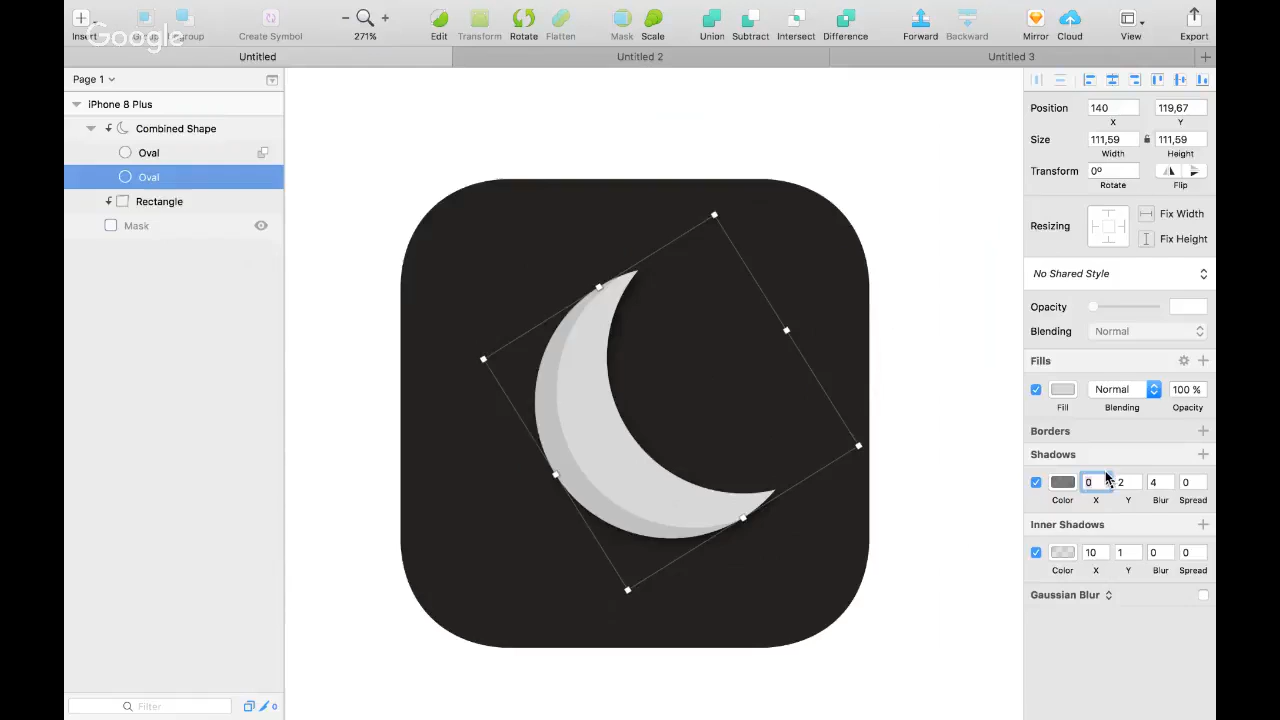 Insert Group Ungroup Create Symbol 271% Edit Transform Rotate Flatten Mask Scale Union Subtract Intersect Difference Forward Backward Mirror Cloud View Export
Google
Untitled Untitled 2 Untitled 3
Page 1
iPhone 8 Plus
Combined Shape
Oval
Oval
Rectangle
Mask
Filter 0
Position 140 119,67
X Y
Size 111,59 111,59
Width Height
Transform 0º
Rotate Flip
Resizing Fix Width
Fix Height
No Shared Style
Opacity
Blending Normal
Fills
Normal 100 %
Fill Blending Opacity
Borders
Shadows
0 2 4 0
Color X Y Blur Spread
Inner Shadows
10 1 0 0
Color X Y Blur Spread
Gaussian Blur